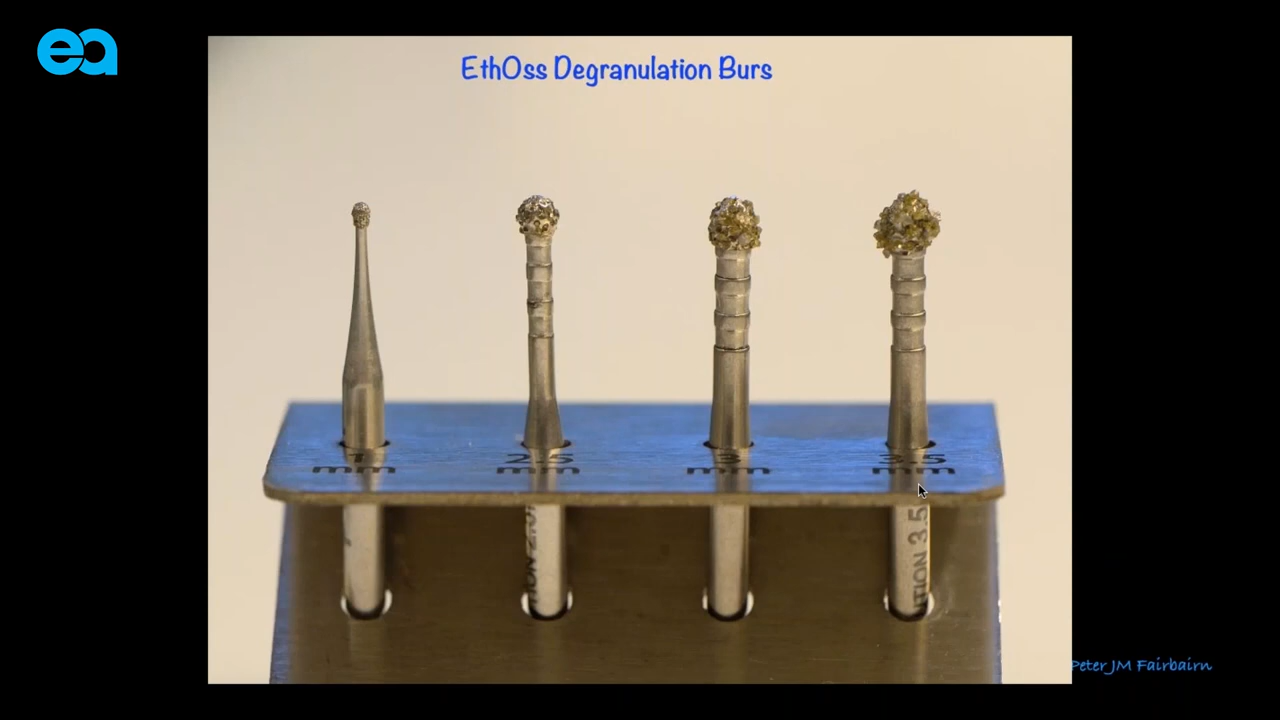 ea
EthOss Degranulation Burs
1 2.5 3 3.5
mm mm mm mm
TION 3.5
Peter JM Fairbairn